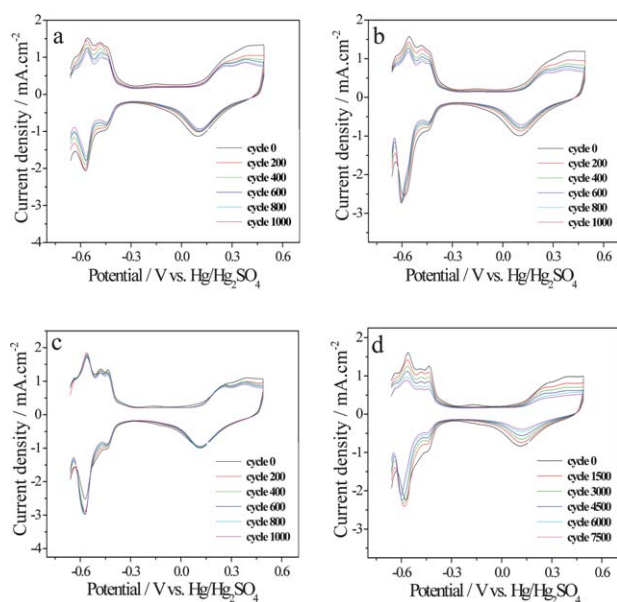 a
2
1
0
-1
-2
-3
-4
Current density / mA.cm⁻²
cycle 0
cycle 200
cycle 400
cycle 600
cycle 800
cycle 1000
-0.6 -0.3 0.0 0.3 0.6
Potential / V vs. Hg/Hg₂SO₄
b
2
1
0
-1
-2
-3
Current density / mA.cm⁻²
cycle 0
cycle 200
cycle 400
cycle 600
cycle 800
cycle 1000
-0.6 -0.3 0.0 0.3 0.6
Potential / V vs. Hg/Hg₂SO₄
c
2
1
0
-1
-2
-3
-4
Current density / mA.cm⁻²
cycle 0
cycle 200
cycle 400
cycle 600
cycle 800
cycle 1000
-0.6 -0.3 0.0 0.3 0.6
Potential / V vs. Hg/Hg₂SO₄
d
2
1
0
-1
-2
-3
Current density / mA.cm⁻²
cycle 0
cycle 1500
cycle 3000
cycle 4500
cycle 6000
cycle 7500
-0.6 -0.3 0.0 0.3 0.6
Potential / V vs. Hg/Hg₂SO₄